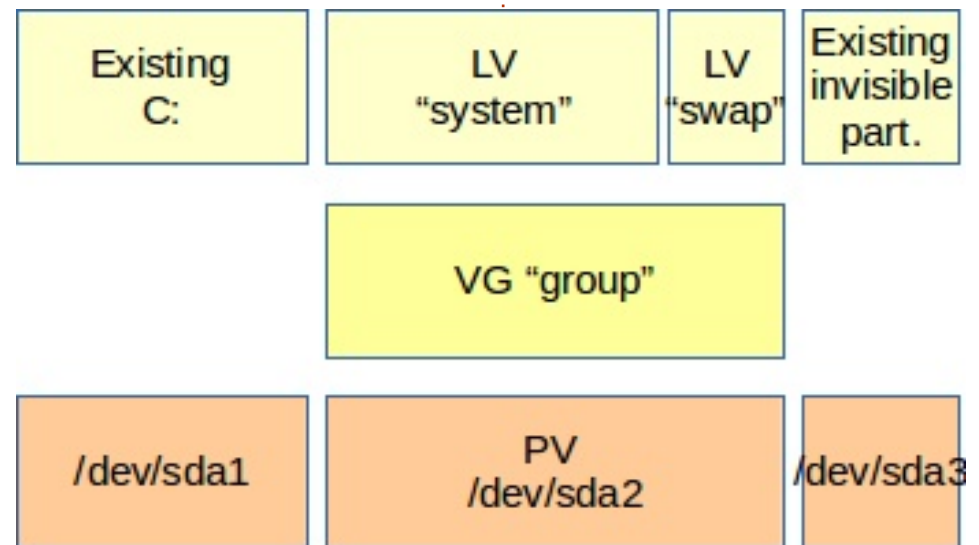 Existing
C:
LV
“system”
LV
“swap”
Existing
invisible
part.
VG “group”
/dev/sda1
PV
/dev/sda2
/dev/sda3